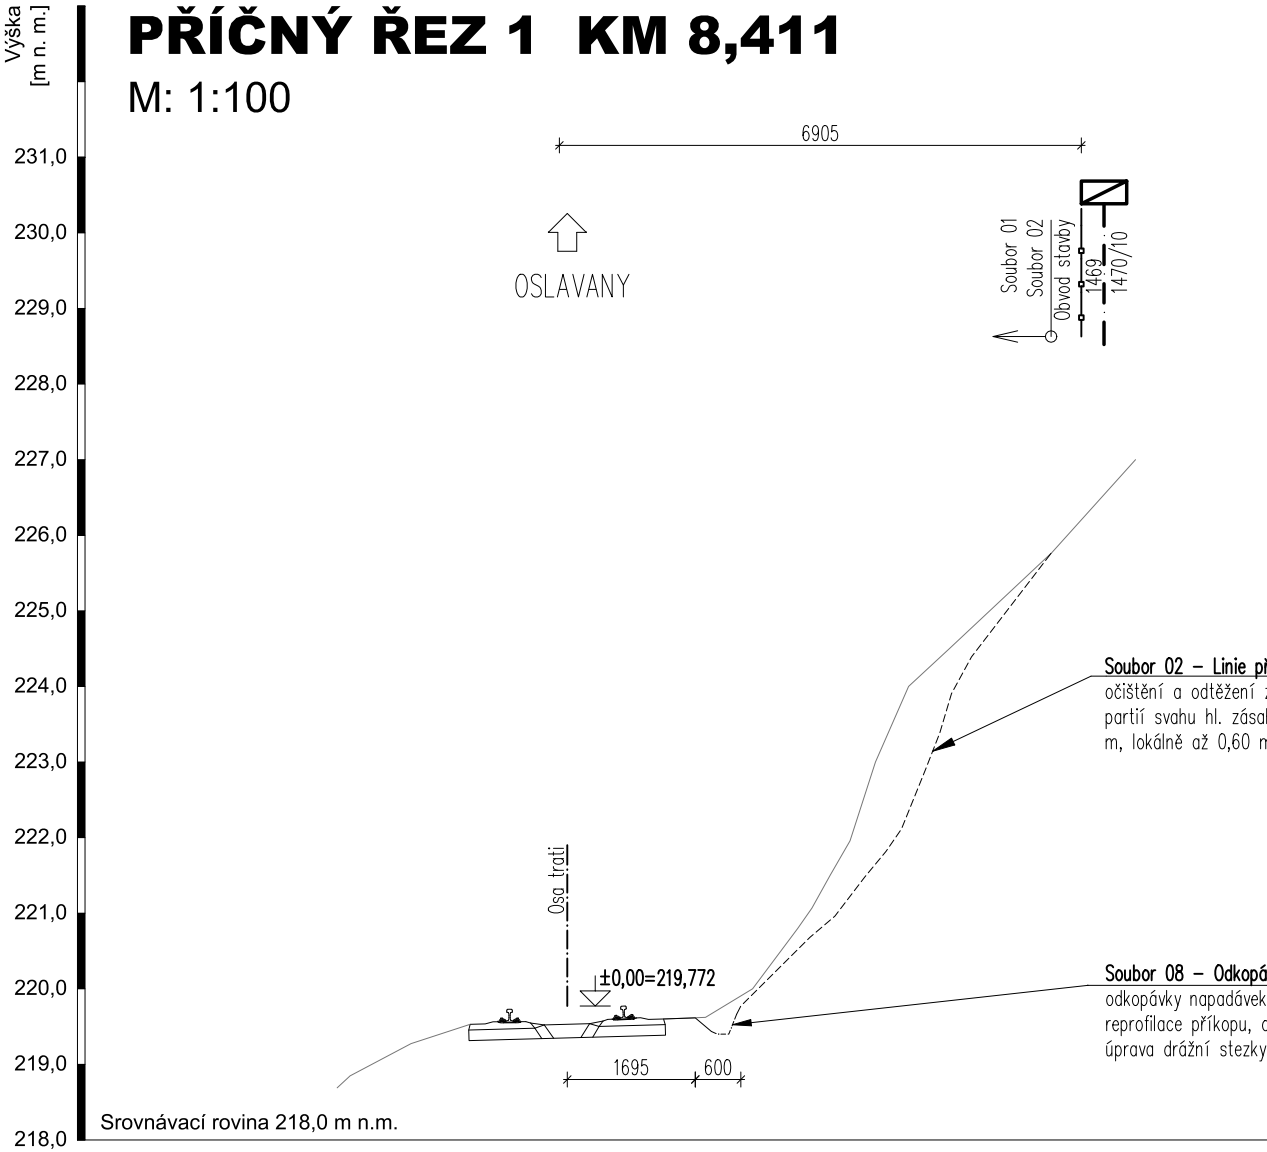 Výška
[m n. m.]
PŘÍČNÝ ŘEZ 1 KM 8,411
M: 1:100
6905
231,0
230,0
229,0
228,0
227,0
226,0
225,0
224,0
223,0
222,0
221,0
220,0
219,0
218,0
OSLAVANY
Soubor 01
Soubor 02
Obvod stavby
1469
1470/10
Soubor 02 – Linie př
očištění a odtěžení
partií svahu hl. zásah
m, lokálně až 0,60 m
Osa trati
±0,00=219,772
Soubor 08 – Odkopá
odkopávky napadávek
reprofilace příkopu,
úprava drážní stezky
1695
600
Srovnávací rovina 218,0 m n.m.